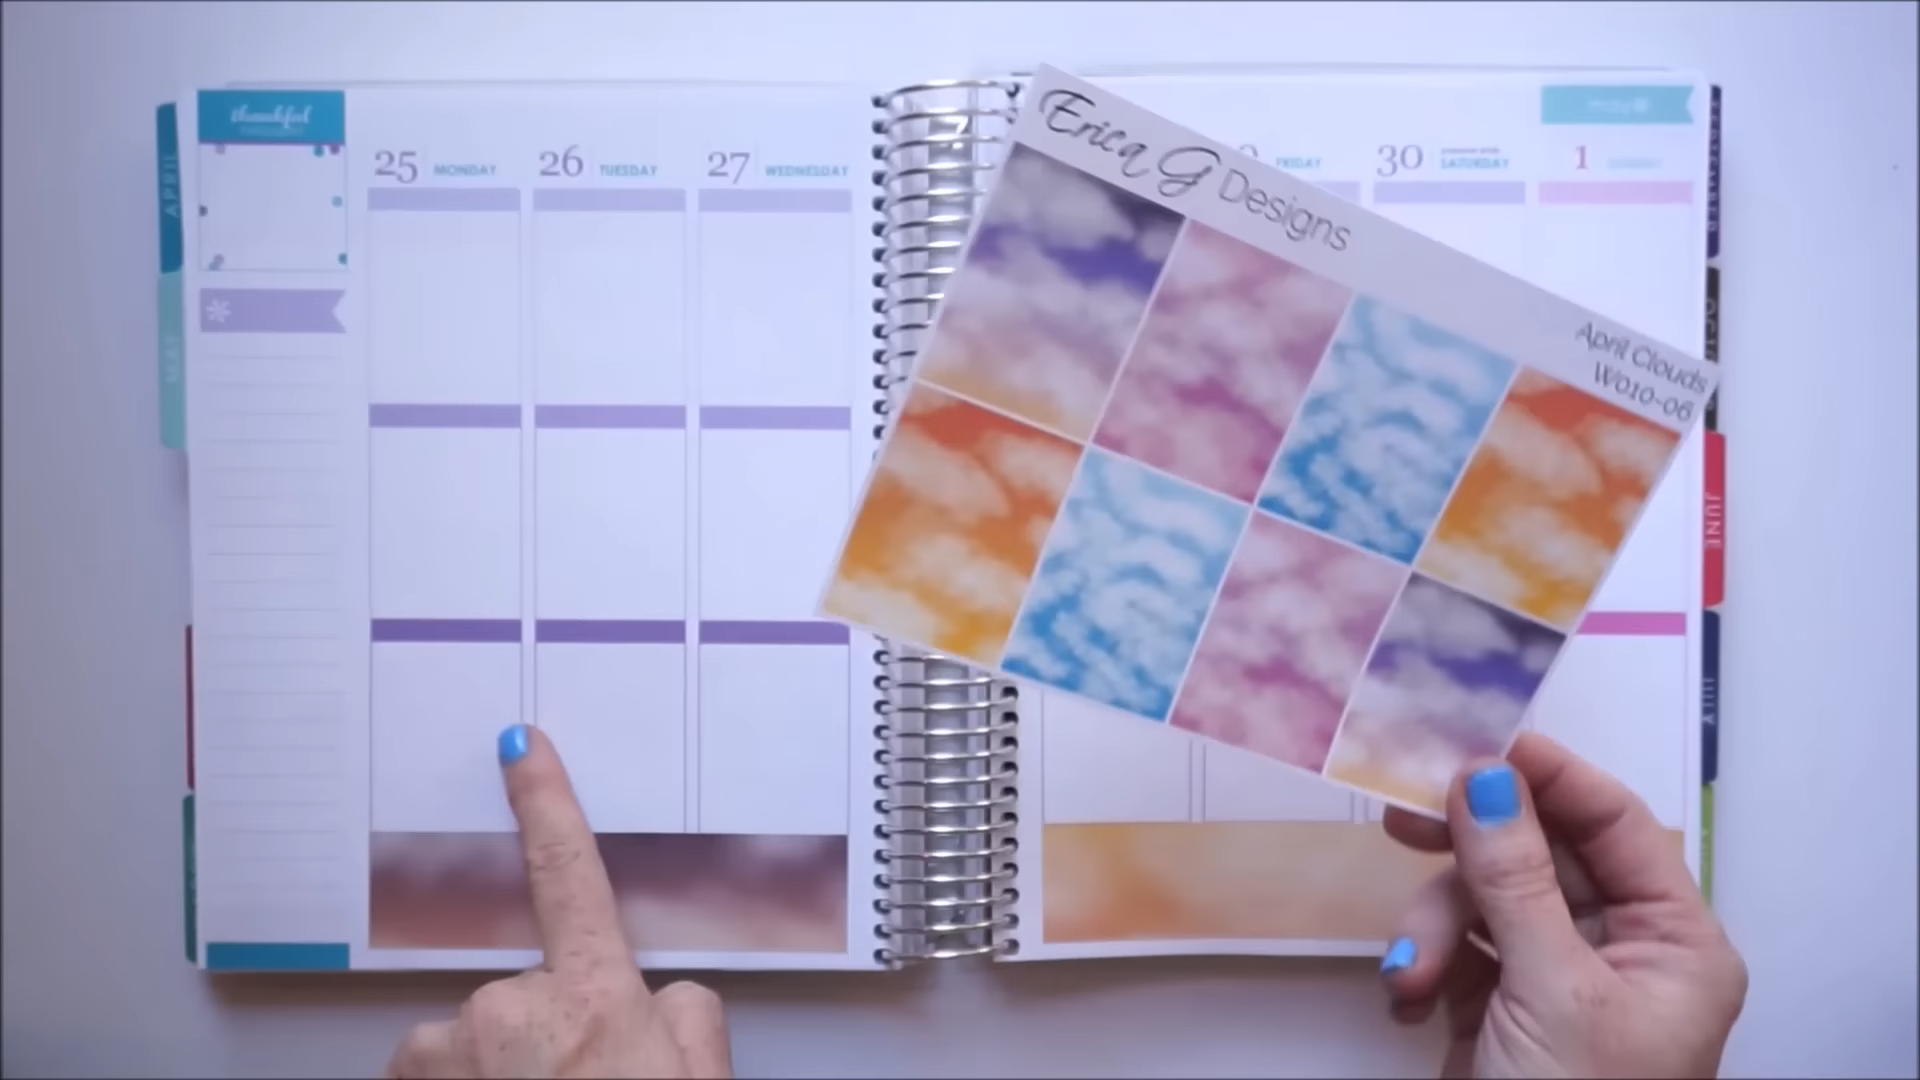 thankful
APRIL
MAY
25 MONDAY
26 TUESDAY
27 WEDNESDAY
FRIDAY
30 SATURDAY
1
Erica G Designs
April Clouds
W010-06
JUNE
JULY